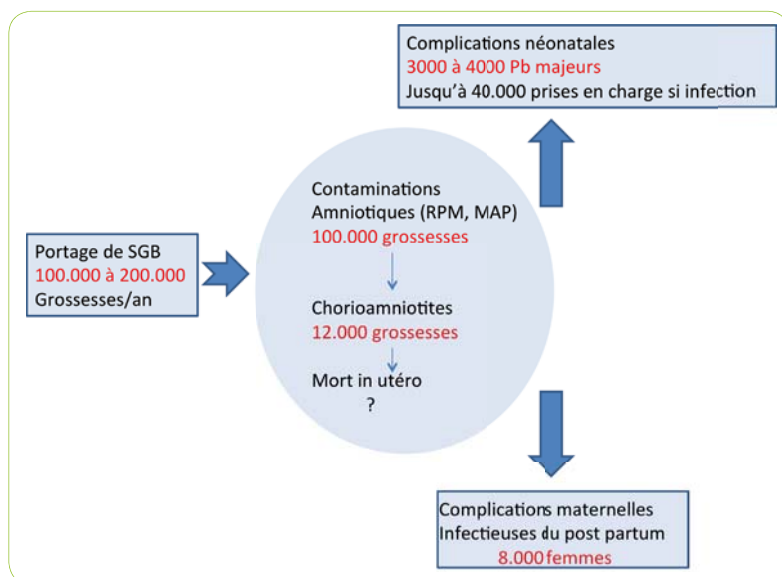 Complications néonatales
3000 à 4000 Pb majeurs
Jusqu'à 40.000 prises en charge si infection
Contaminations
Amniotiques (RPM, MAP)
100.000 grossesses
Portage de SGB
100.000 à 200.000
Grossesses/an
Chorioamniotites
12.000 grossesses
Mort in utéro
?
Complications maternelles
Infectieuses du post partum
8.000 femmes